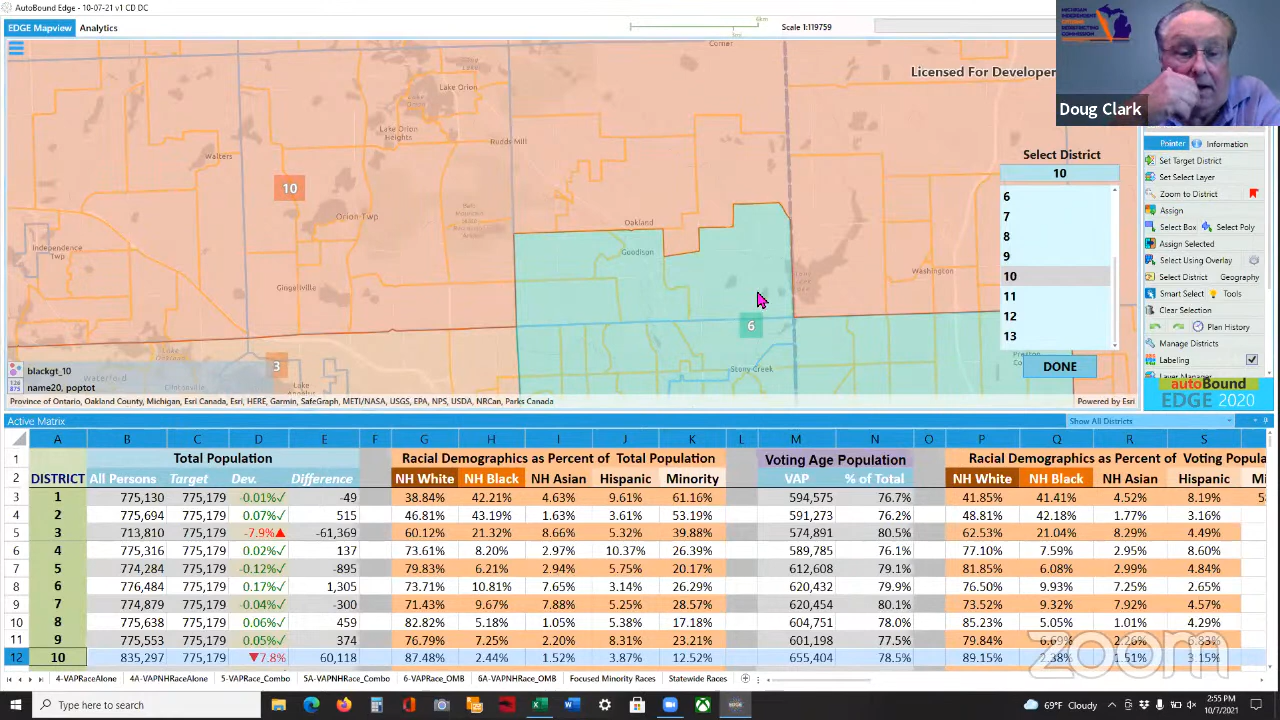 AutoBound Edge - 10-07-21 v1 CD DC
EDGE Mapview Analytics
6km
Scale 1:119759
MICHIGAN
INDEPENDENT
CITIZENS
REDISTRICTING
COMMISSION
Doug Clark
Licensed For Developer
Walters
Lake Orion
Lake Orion
Heights
Rudds Mill
10
Orion Twp
Independence
Twp
Gingellville
Oakland
Goodison
Washington
6
Stony Creek
3
Waterford
Select District
10
6
7
8
9
10
11
12
13
DONE
Pointer Information
Set Target District
Set Select Layer
Zoom to District
Assign
Select Box Select Poly
Assign Selected
Select Using Overlay
Select District Geography
Smart Select Tools
Clear Selection
Plan History
Manage Districts
Labeling
Layer Manager
autoBound
EDGE 2020
blackgt_10
name20, poptot
Province of Ontario, Oakland County, Michigan, Esri Canada, Esri, HERE, Garmin, SafeGraph, METI/NASA, USGS, EPA, NPS, USDA, NRCan, Parks Canada
Powered by Esri
Active Matrix
Show All Districts
A B C D E F G H I J K L M N O P Q R S
1 Total Population Racial Demographics as Percent of Total Population Voting Age Population Racial Demographics as Percent of Voting Popula
2 DISTRICT All Persons Target Dev. Difference NH White NH Black NH Asian Hispanic Minority VAP % of Total NH White NH Black NH Asian Hispanic Mi
3 1 775,130 775,179 -0.01%✓ -49 38.84% 42.21% 4.63% 9.61% 61.16% 594,575 76.7% 41.85% 41.41% 4.52% 8.19%
4 2 775,694 775,179 0.07%✓ 515 46.81% 43.19% 1.63% 3.61% 53.19% 591,273 76.2% 48.81% 42.18% 1.77% 3.16%
5 3 713,810 775,179 -7.9%▲ -61,369 60.12% 21.32% 8.66% 5.32% 39.88% 574,891 80.5% 62.53% 21.04% 8.29% 4.49%
6 4 775,316 775,179 0.02%✓ 137 73.61% 8.20% 2.97% 10.37% 26.39% 589,785 76.1% 77.10% 7.59% 2.95% 8.60%
7 5 774,284 775,179 -0.12%✓ -895 79.83% 6.21% 2.94% 5.75% 20.17% 612,608 79.1% 81.85% 6.08% 2.99% 4.84%
8 6 776,484 775,179 0.17%✓ 1,305 73.71% 10.81% 7.65% 3.14% 26.29% 620,432 79.9% 76.50% 9.93% 7.25% 2.65%
9 7 774,879 775,179 -0.04%✓ -300 71.43% 9.67% 7.88% 5.25% 28.57% 620,454 80.1% 73.52% 9.32% 7.92% 4.57%
10 8 775,638 775,179 0.06%✓ 459 82.82% 5.18% 1.05% 5.38% 17.18% 604,751 78.0% 85.23% 5.05% 1.01% 4.29%
11 9 775,553 775,179 0.05%✓ 374 76.79% 7.25% 2.20% 8.31% 23.21% 601,198 77.5% 79.84% 6.69% 2.26% 6.83%
12 10 835,297 775,179 ▼7.8% 60,118 87.48% 2.44% 1.52% 3.87% 12.52% 655,404 78.5% 89.15% 2.38% 1.51% 3.15%
zoom
4-VAPRaceAlone 4A-VAPNHRaceAlone 5-VAPRace_Combo 5A-VAPNHRace_Combo 6-VAPRace_OMB 6A-VAPNHRace_OMB Focused Minority Races Statewide Races
Type here to search
69°F Cloudy
2:55 PM
10/7/2021